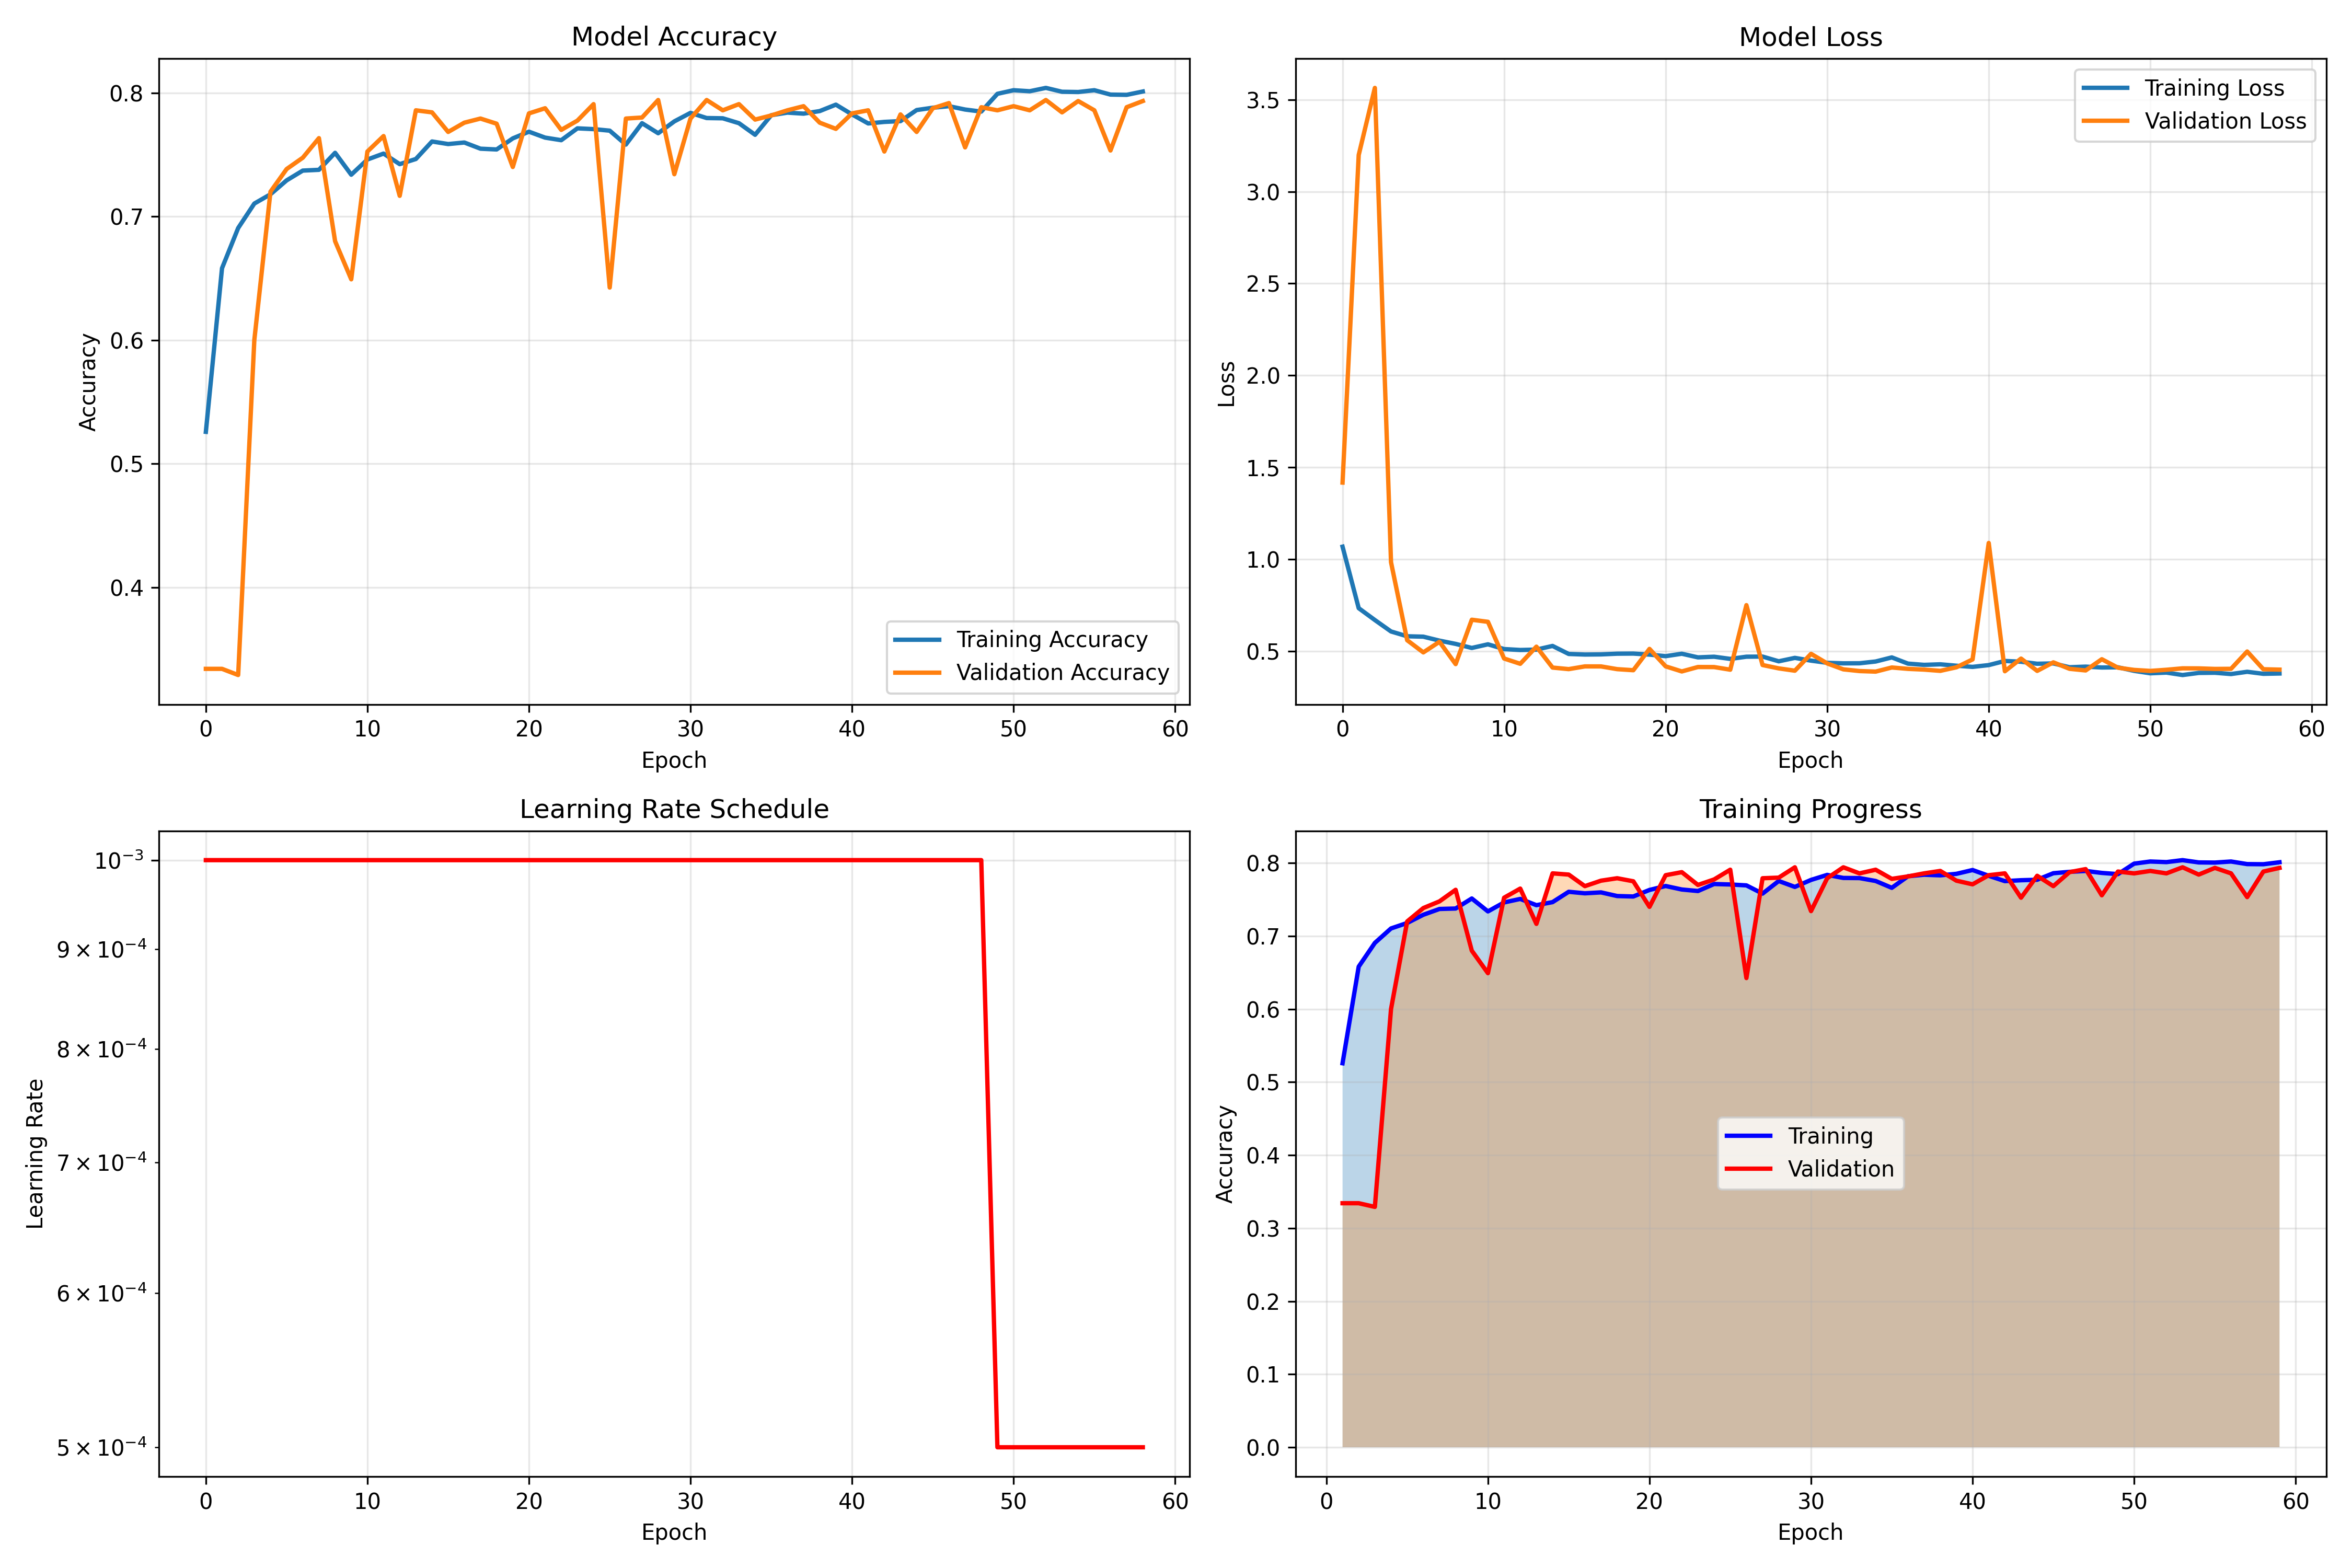 Model Accuracy
Accuracy
0.8
0.7
0.6
0.5
0.4
Training Accuracy
Validation Accuracy
0 10 20 30 40 50 60
Epoch
Model Loss
Loss
3.5
3.0
2.5
2.0
1.5
1.0
0.5
Training Loss
Validation Loss
0 10 20 30 40 50 60
Epoch
Learning Rate Schedule
Learning Rate
10⁻³
9 × 10⁻⁴
8 × 10⁻⁴
7 × 10⁻⁴
6 × 10⁻⁴
5 × 10⁻⁴
0 10 20 30 40 50 60
Epoch
Training Progress
Accuracy
0.8
0.7
0.6
0.5
0.4
0.3
0.2
0.1
0.0
Training
Validation
0 10 20 30 40 50 60
Epoch